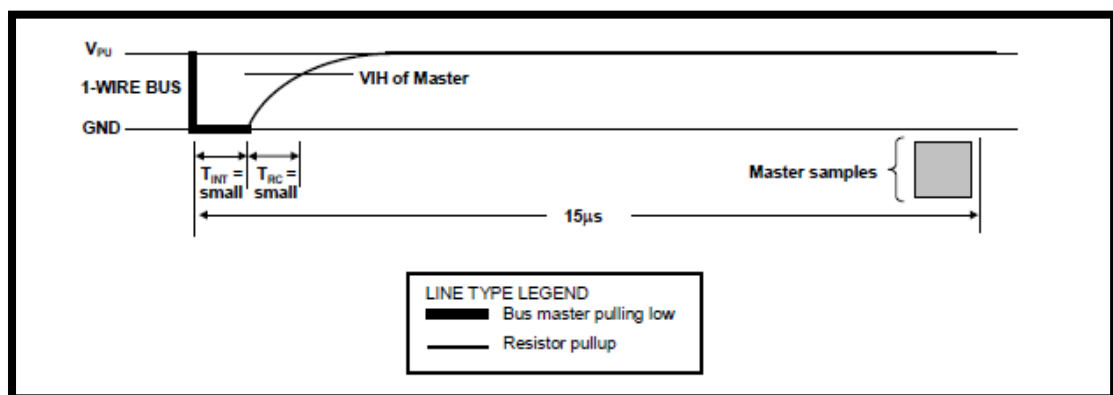 VPU
1-WIRE BUS
VIH of Master
GND
TINT =
small
TRC =
small
Master samples
15µs
LINE TYPE LEGEND
Bus master pulling low
Resistor pullup